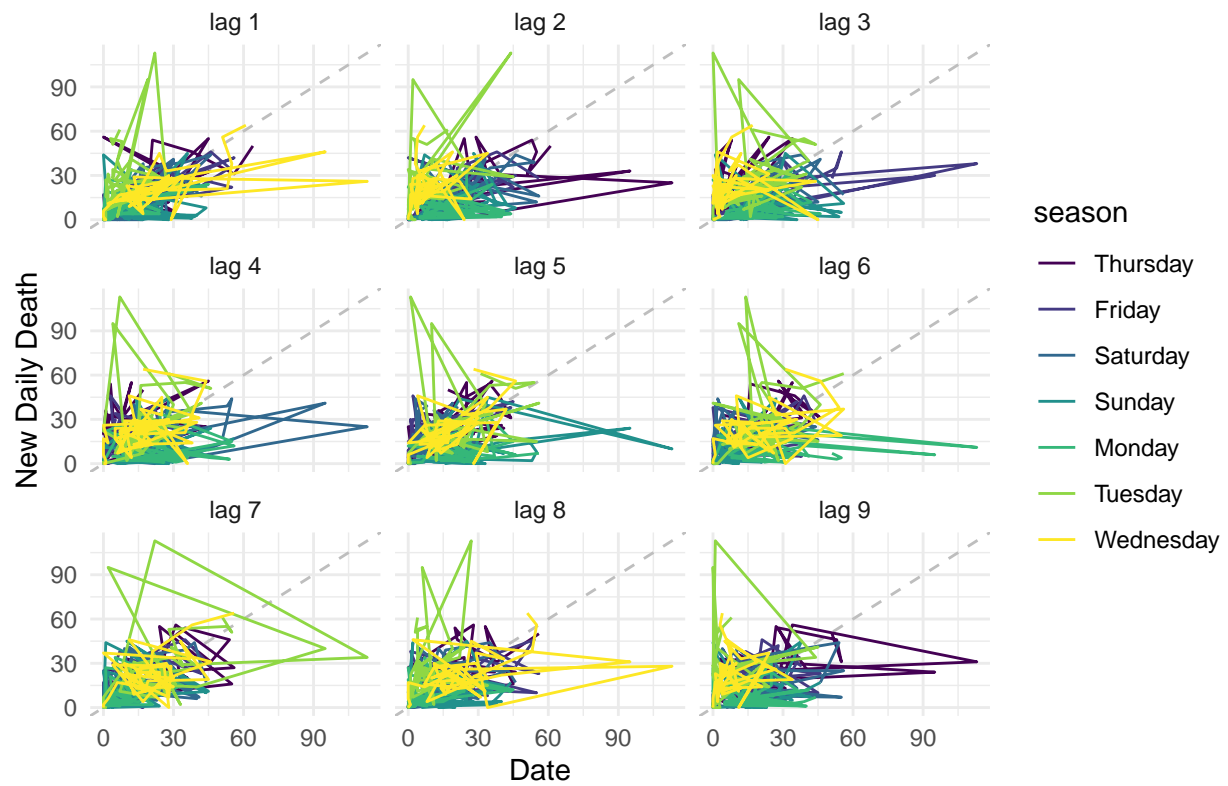 lag 1 lag 2 lag 3
90
60
30
0
lag 4 lag 5 lag 6
90
60
30
0
lag 7 lag 8 lag 9
90
60
30
0
0 30 60 90 0 30 60 90 0 30 60 90
Date
New Daily Death
season
Thursday
Friday
Saturday
Sunday
Monday
Tuesday
Wednesday